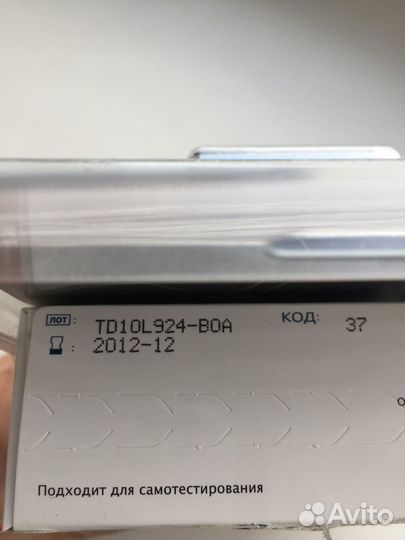 ЛОТ: TD10L924-B0A КОД: 37
: 2012-12
Подходит для самотестирования
Avito